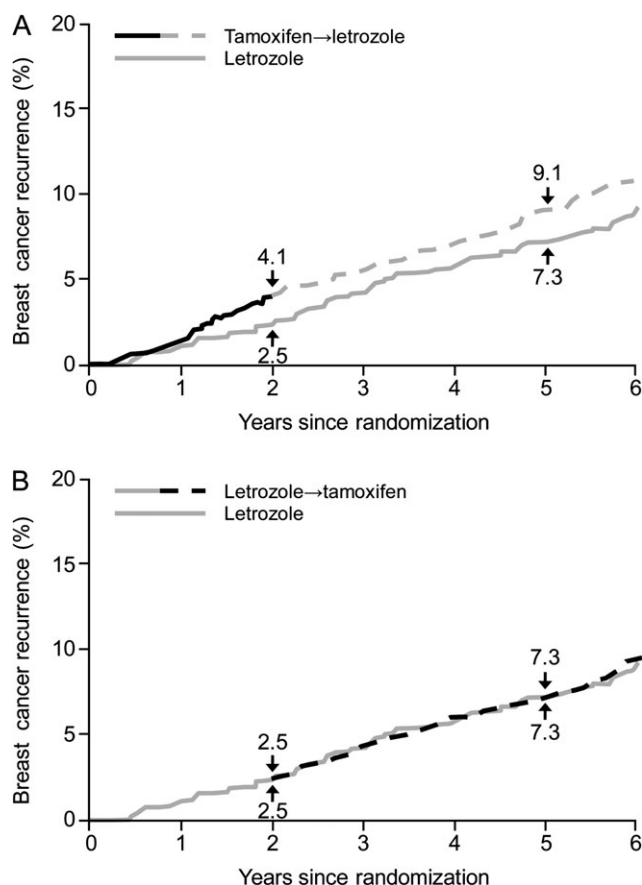 A
20
15
10
5
0
Breast cancer recurrence (%)
Tamoxifen→letrozole
Letrozole
4.1
2.5
9.1
7.3
0 1 2 3 4 5 6
Years since randomization
B
20
15
10
5
0
Breast cancer recurrence (%)
Letrozole→tamoxifen
Letrozole
2.5
2.5
7.3
7.3
0 1 2 3 4 5 6
Years since randomization